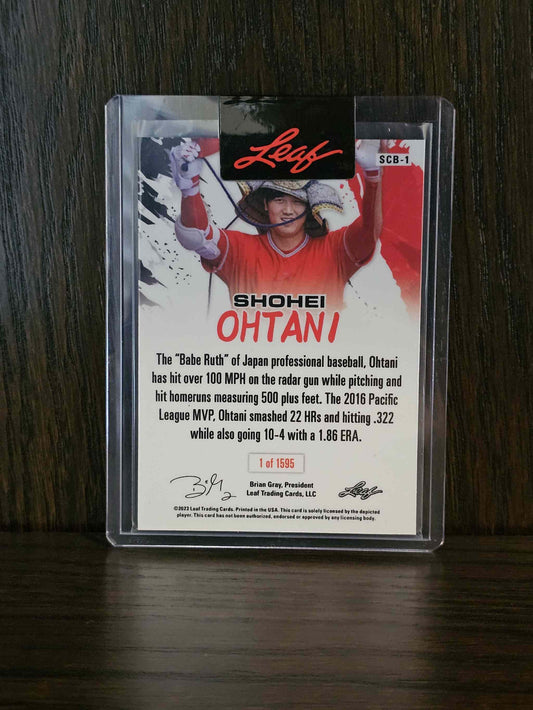 Leaf
SCB-1
SHOHEI
OHTANI
The "Babe Ruth" of Japan professional baseball, Ohtani
has hit over 100 MPH on the radar gun while pitching and
hit homeruns measuring 500 plus feet. The 2016 Pacific
League MVP, Ohtani smashed 22 HRs and hitting .322
while also going 10-4 with a 1.86 ERA.
1 of 1595
Brian Gray, President
Leaf Trading Cards, LLC
Leaf
©2023 Leaf Trading Cards. Printed in the USA. This card is solely licensed by the depicted
player. This card has not been authorized, endorsed or approved by any licensing body.